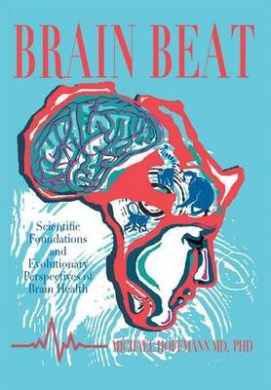 BRAIN BEAT
Scientific
Foundations
and
Evolutionary
Perspectives of
Brain Health
MICHAEL HOFFMANN MD, PHD